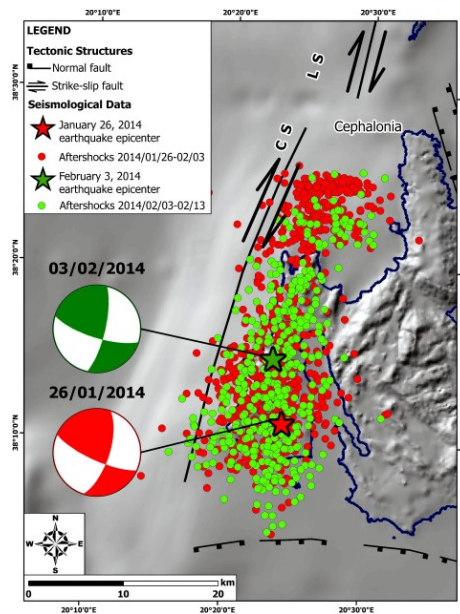 20°10'0"E 20°20'0"E 20°30'0"E
LEGEND
Tectonic Structures
Normal fault
Strike-slip fault
Seismological Data
January 26, 2014
earthquake epicenter
Aftershocks 2014/01/26-02/03
February 3, 2014
earthquake epicenter
Aftershocks 2014/02/03-02/13
38°30'0"N
38°20'0"N
38°10'0"N
L S
C S
Cephalonia
03/02/2014
26/01/2014
N
W E
S
km
0 10 20
20°10'0"E 20°20'0"E 20°30'0"E